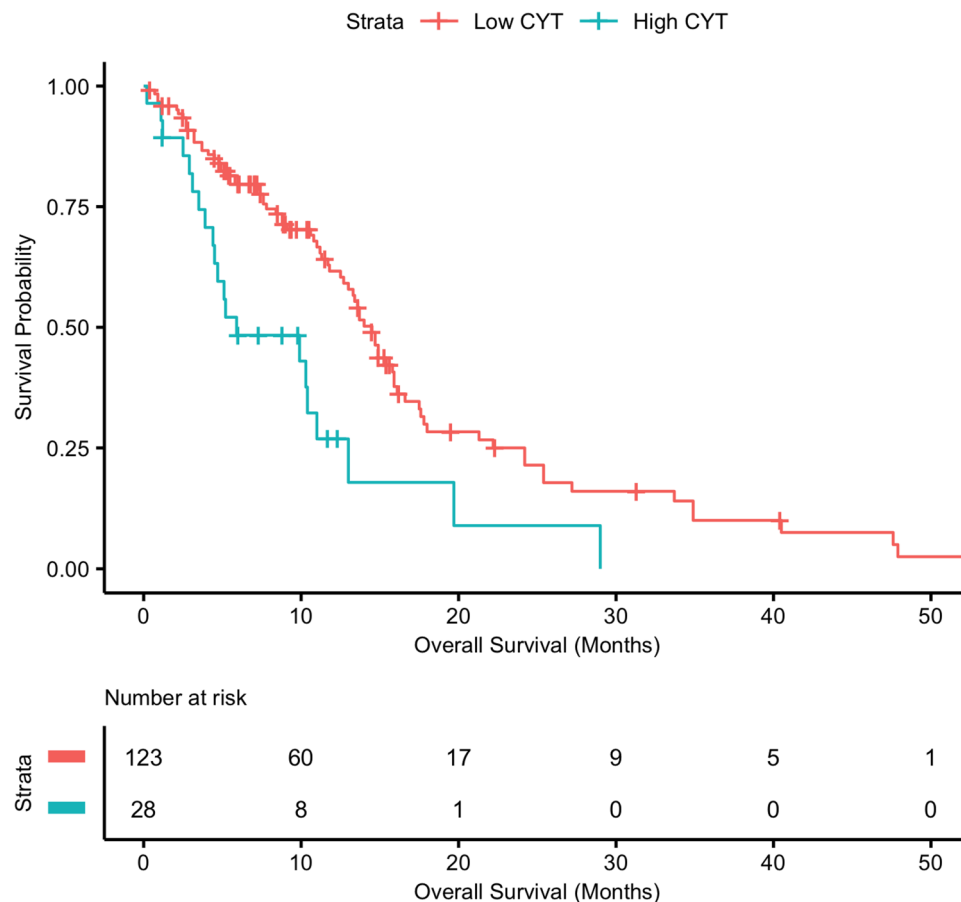 Strata Low CYT High CYT
1.00
0.75
0.50
0.25
0.00
Survival Probability
0 10 20 30 40 50
Overall Survival (Months)
Number at risk
Strata
123 60 17 9 5 1
28 8 1 0 0 0
0 10 20 30 40 50
Overall Survival (Months)